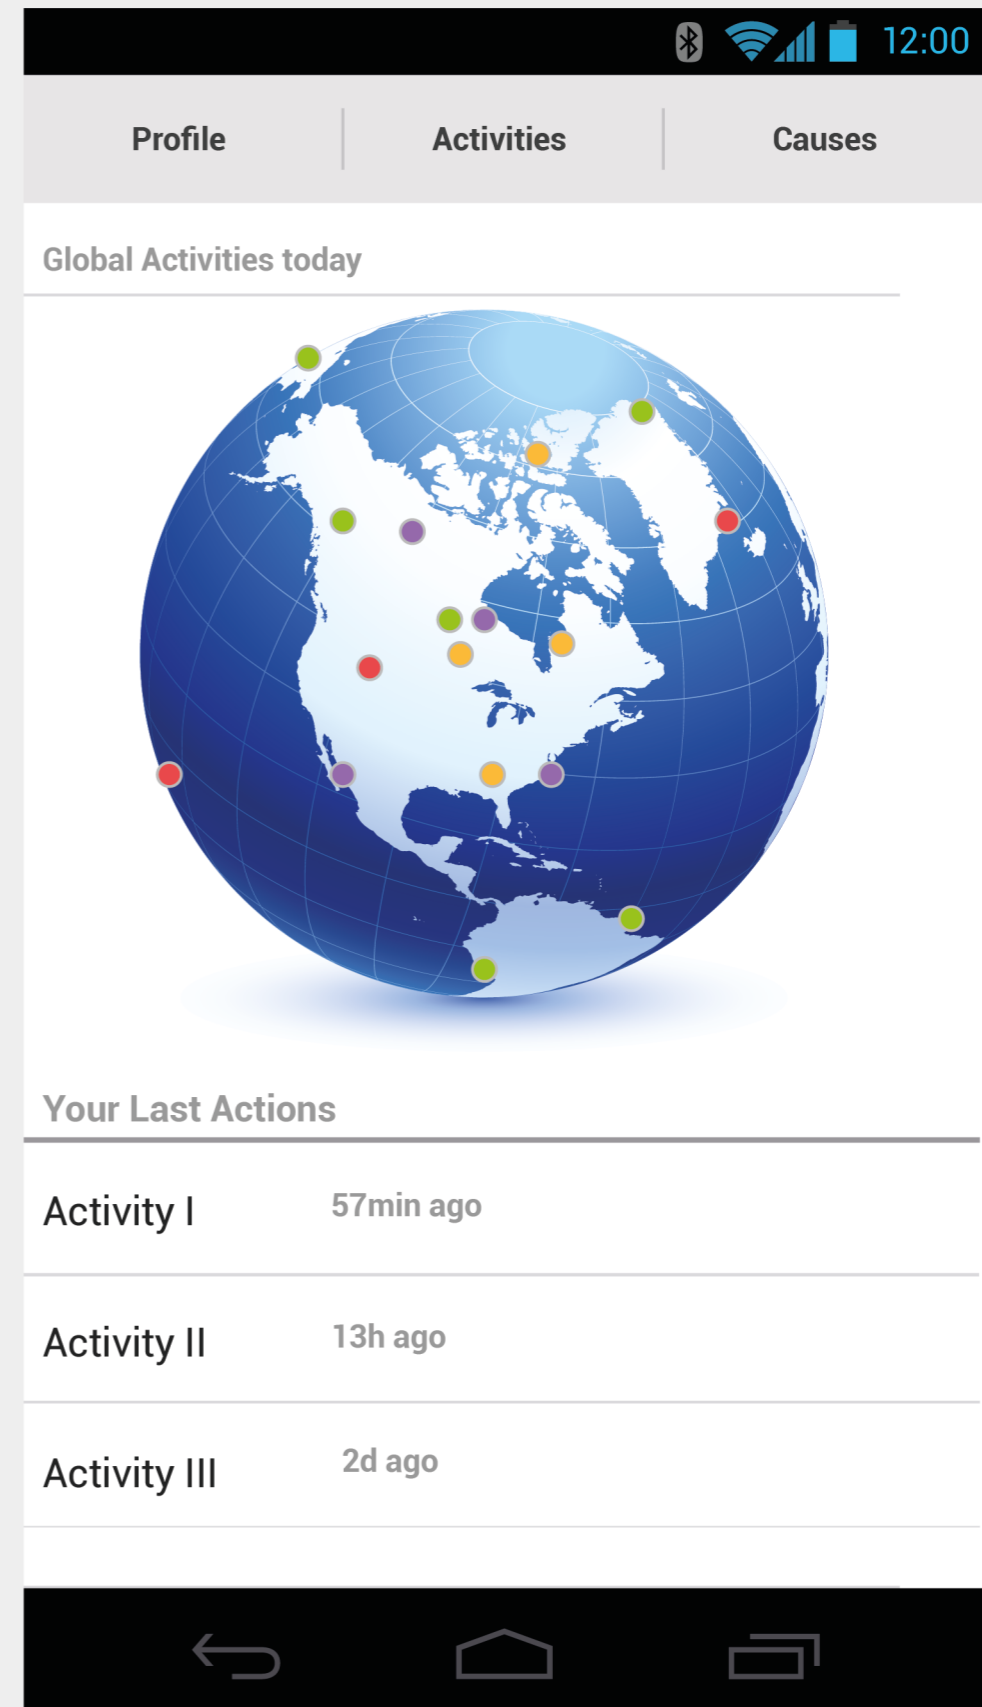 12:00
Profile Activities Causes
Global Activities today
Your Last Actions
Activity I 57min ago
Activity II 13h ago
Activity III 2d ago